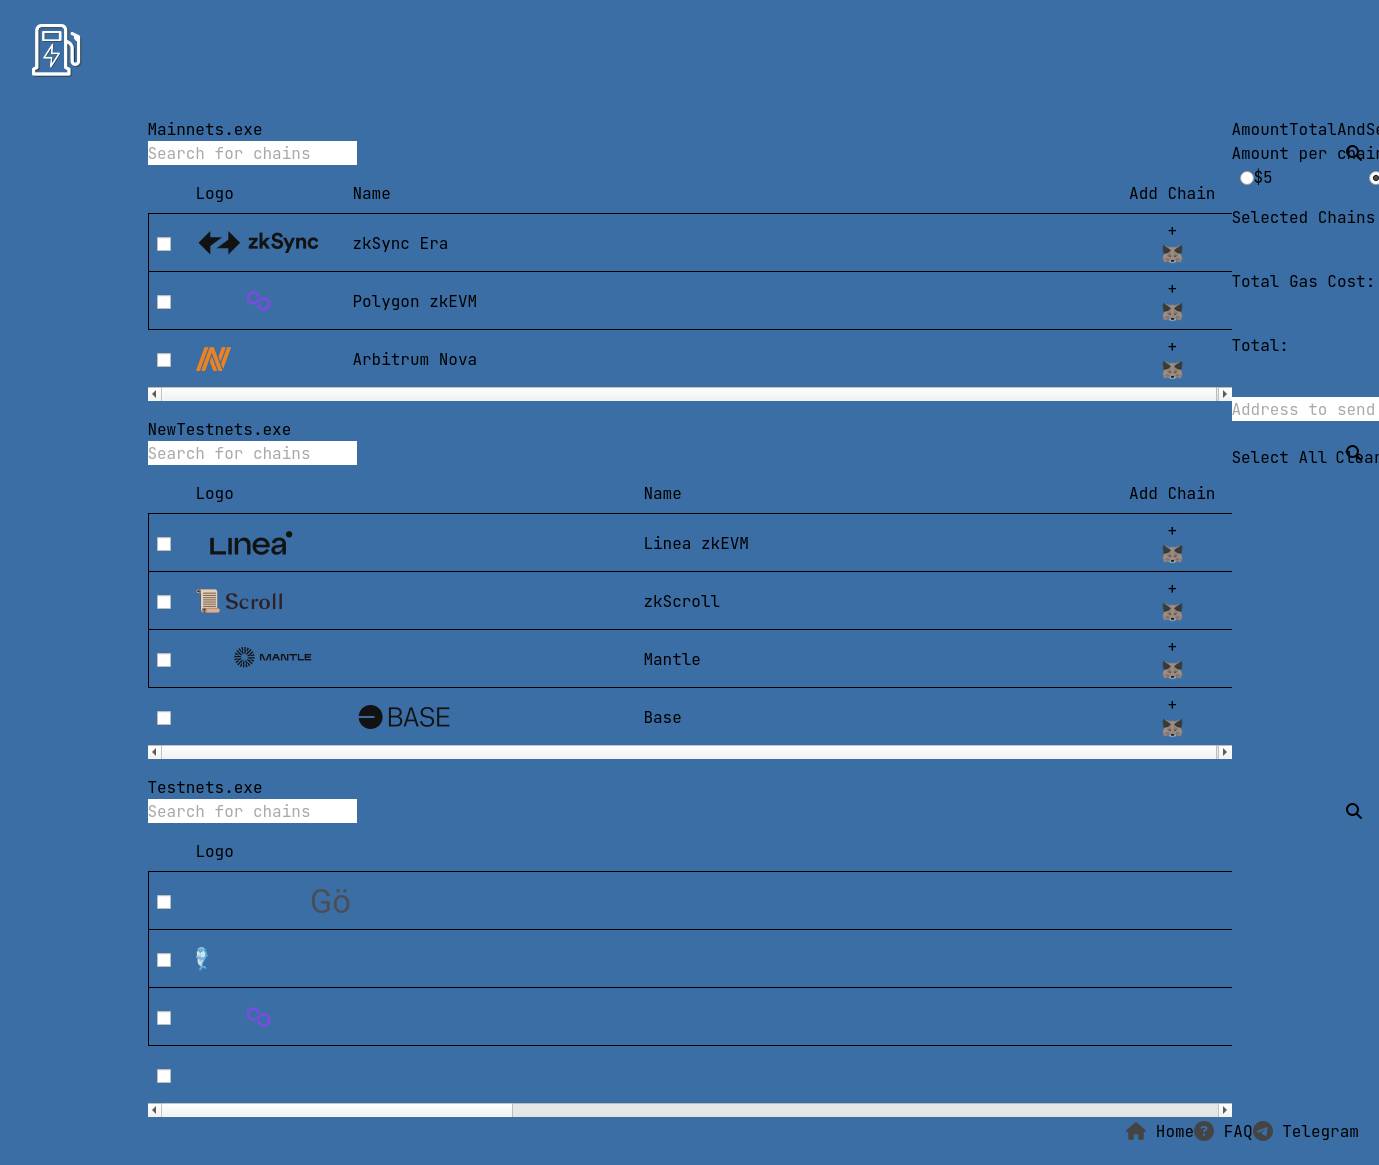 Mainnets.exe
Search for chains
Logo Name Add Chain
zkSync zkSync Era +
Polygon zkEVM +
Arbitrum Nova +
NewTestnets.exe
Search for chains
Logo Name Add Chain
Linea Linea zkEVM +
Scroll zkScroll +
MANTLE Mantle +
BASE Base +
Testnets.exe
Search for chains
Logo
Gö
AmountTotalAndSe
Amount per chain
$5
Selected Chains
Total Gas Cost:
Total:
Address to send
Select All Clear
Home ? FAQ Telegram